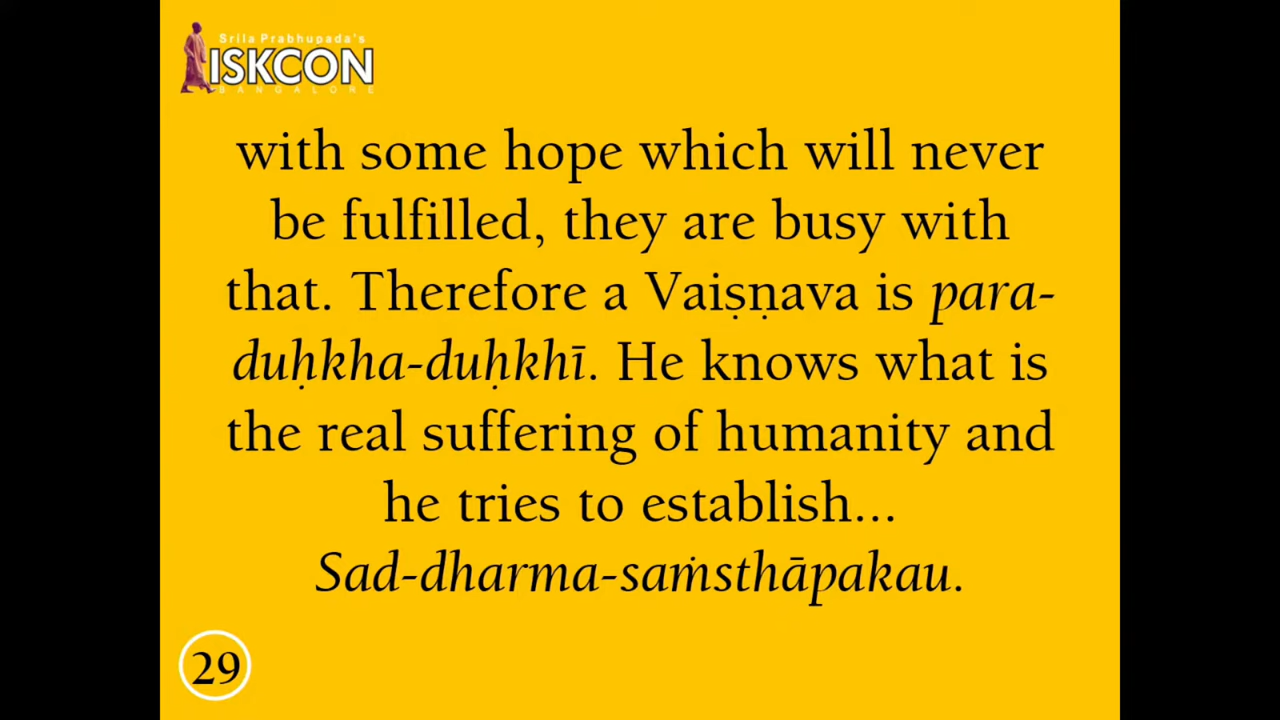 Srila Prabhupada's
ISKCON
BANGALORE
with some hope which will never
be fulfilled, they are busy with
that. Therefore a Vaiṣṇava is para-
duḥkha-duḥkhī. He knows what is
the real suffering of humanity and
he tries to establish...
Sad-dharma-saṁsthāpakau.
29